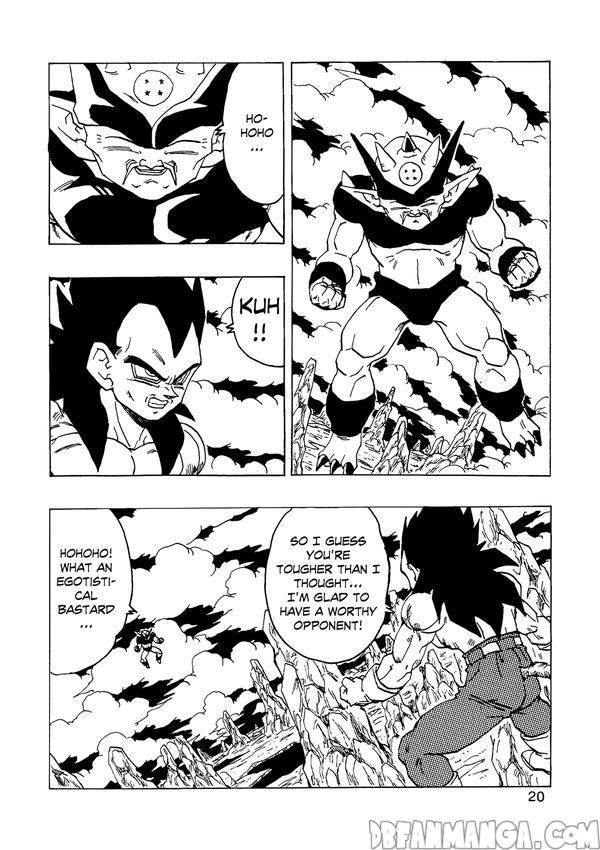 HO-
HOHO
...
KUH
!!
SO I GUESS
YOU'RE
TOUGHER THAN I
THOUGHT...
I'M GLAD TO
HAVE A WORTHY
OPPONENT!
HOHOHO!
WHAT AN
EGOTISTI-
CAL
BASTARD
...
20
DBFANMANGA.COM